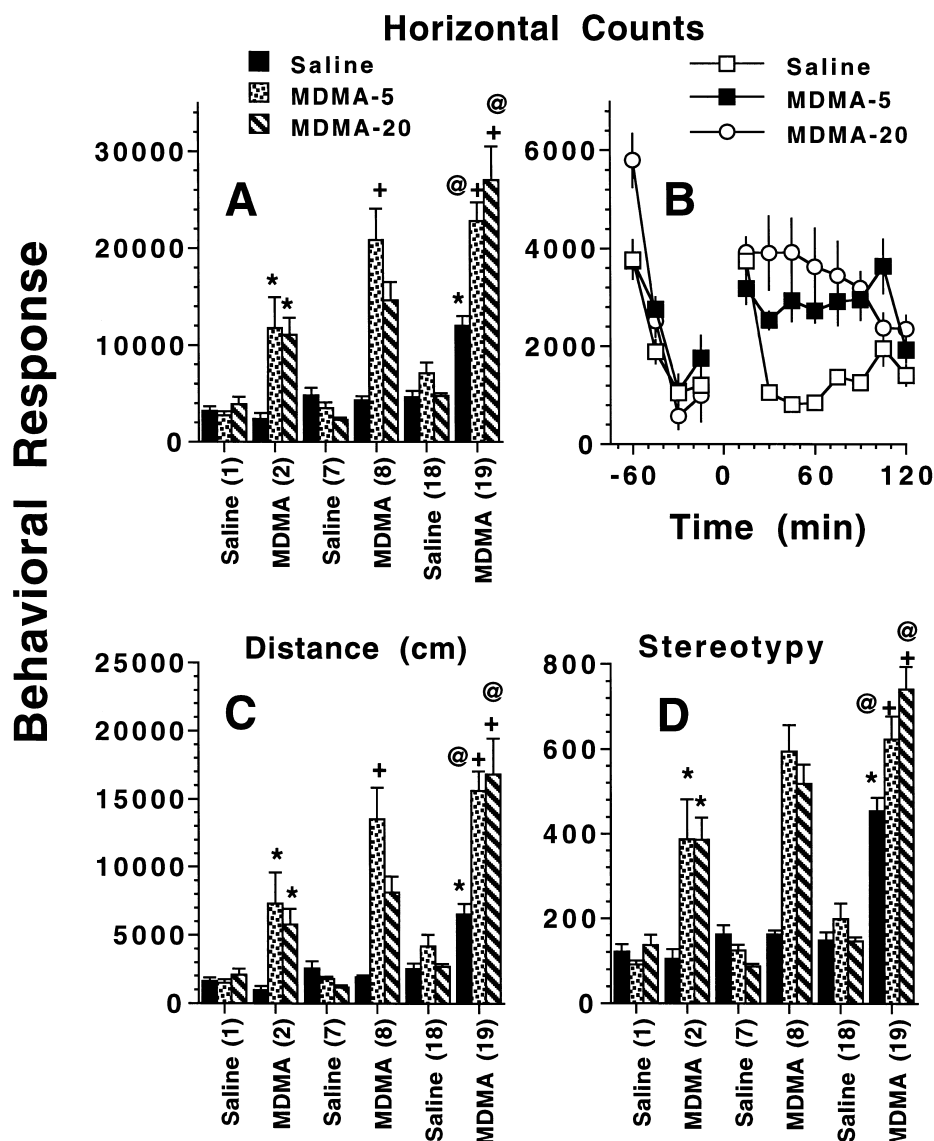 Horizontal Counts
Saline
MDMA-5
MDMA-20
Saline
MDMA-5
MDMA-20
Behavioral Response
A
30000
20000
10000
0
@
+
@
+
+
*
*
*
Saline (1)
MDMA (2)
Saline (7)
MDMA (8)
Saline (18)
MDMA (19)
B
6000
4000
2000
0
-60
0
60
120
Time (min)
Distance (cm)
C
25000
20000
15000
10000
5000
0
@
+
@
+
+
*
*
*
Saline (1)
MDMA (2)
Saline (7)
MDMA (8)
Saline (18)
MDMA (19)
Stereotypy
D
800
600
400
200
0
@
+
@
+
*
*
*
Saline (1)
MDMA (2)
Saline (7)
MDMA (8)
Saline (18)
MDMA (19)